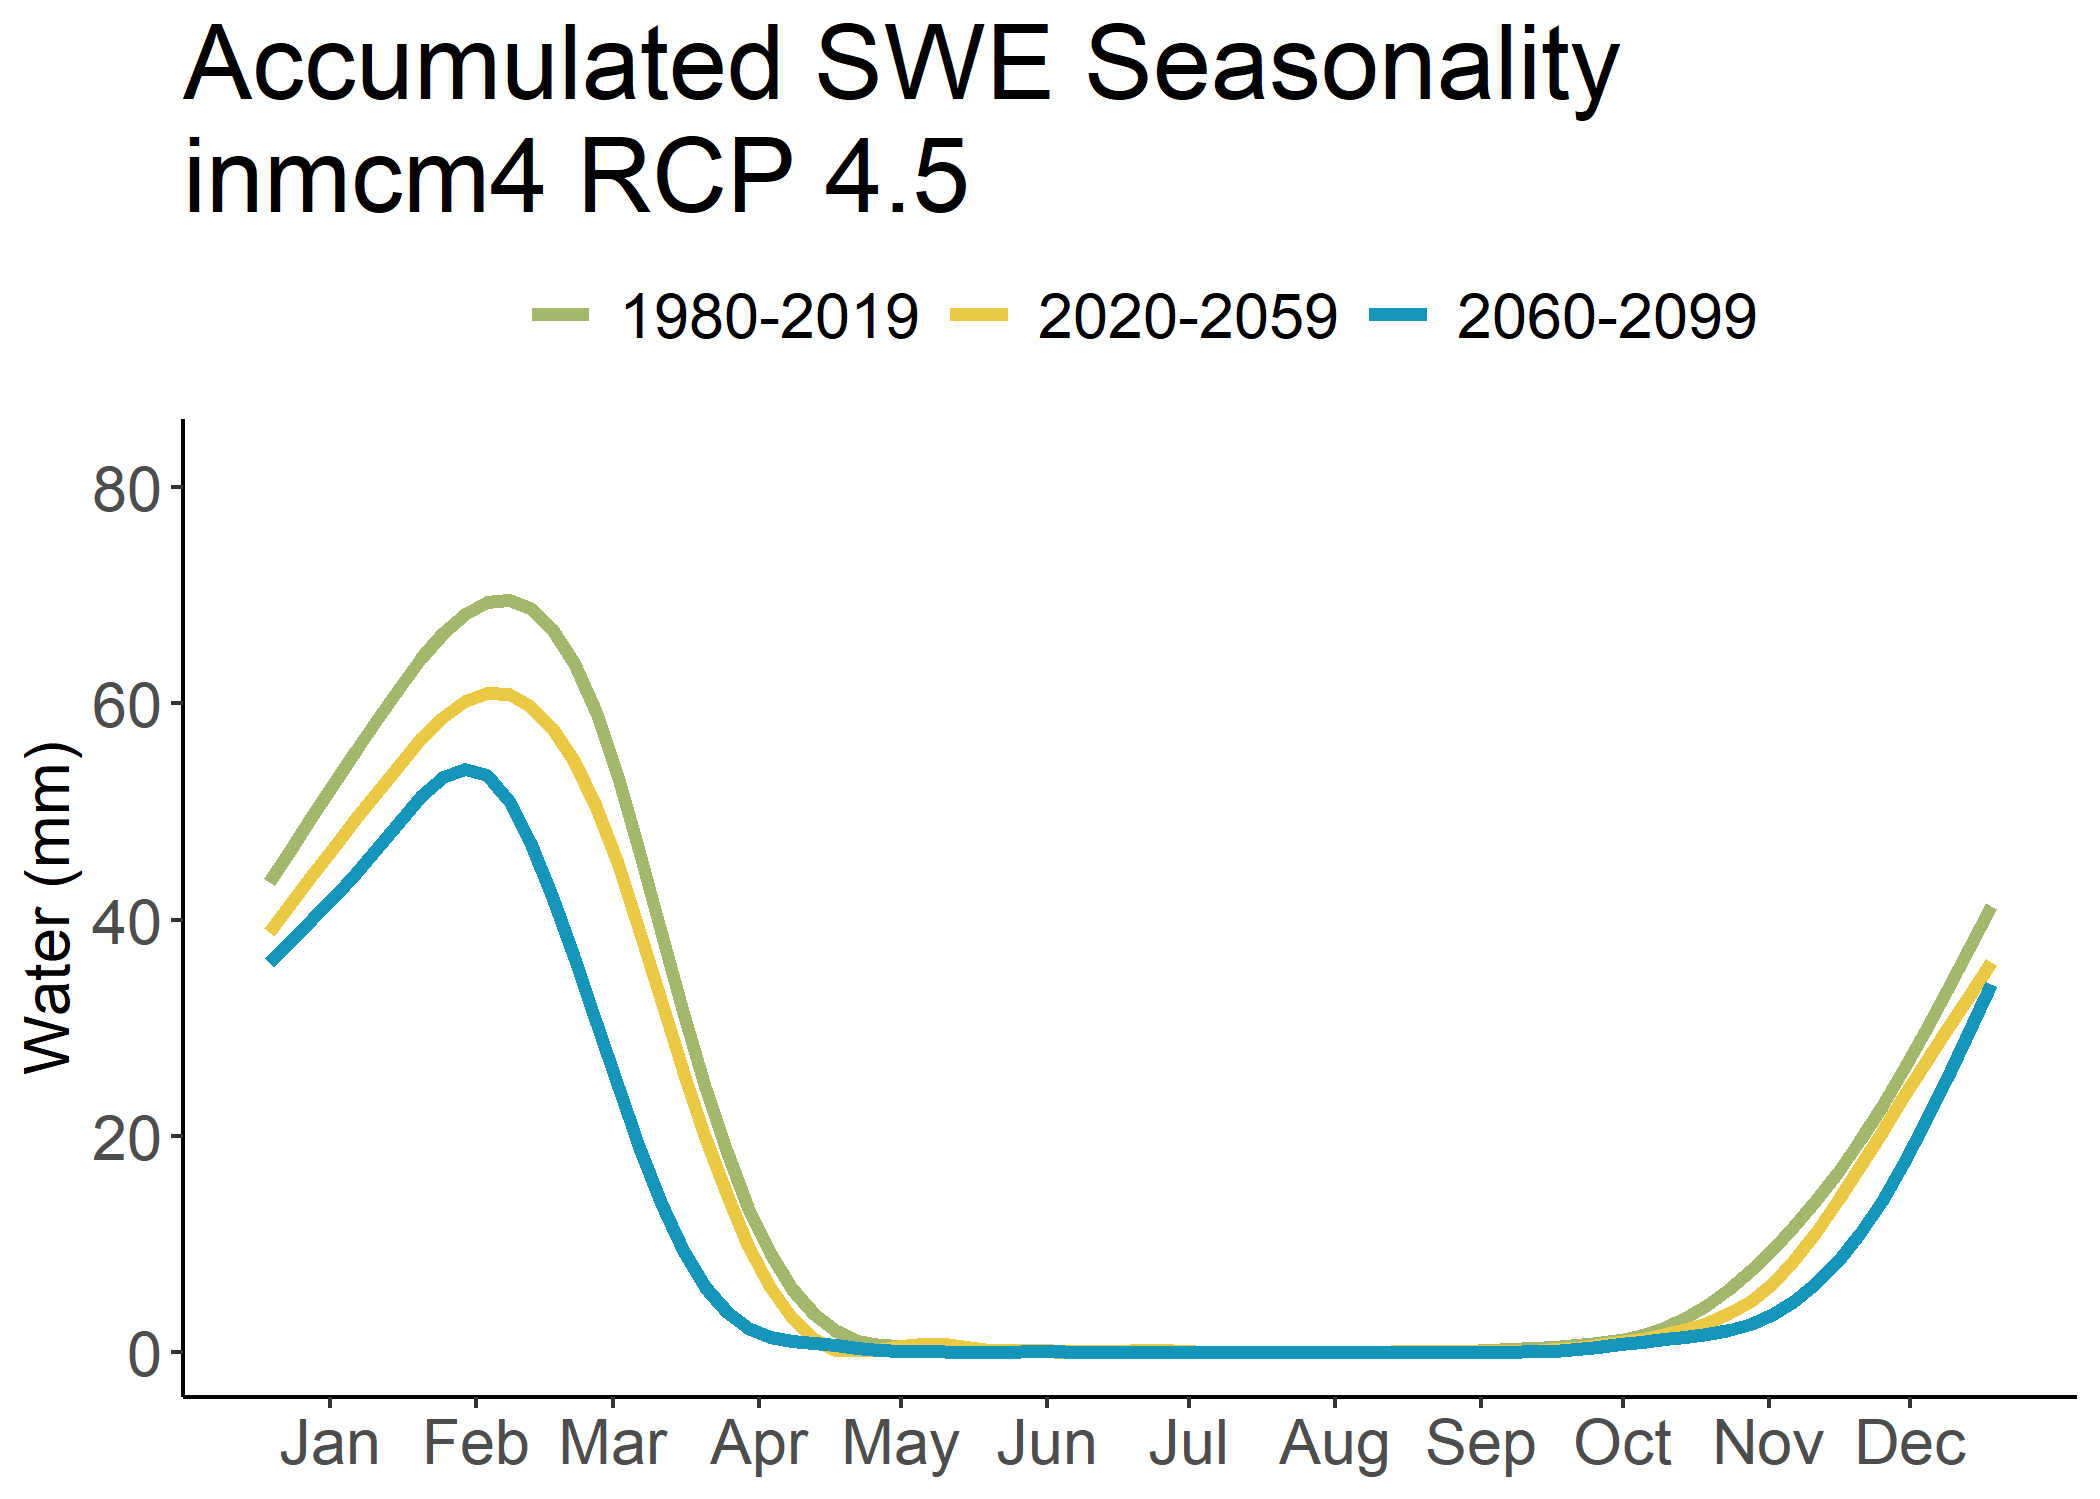 Accumulated SWE Seasonality
inmcm4 RCP 4.5
1980-2019 2020-2059 2060-2099
Water (mm)
80
60
40
20
0
Jan Feb Mar Apr May Jun Jul Aug Sep Oct Nov Dec